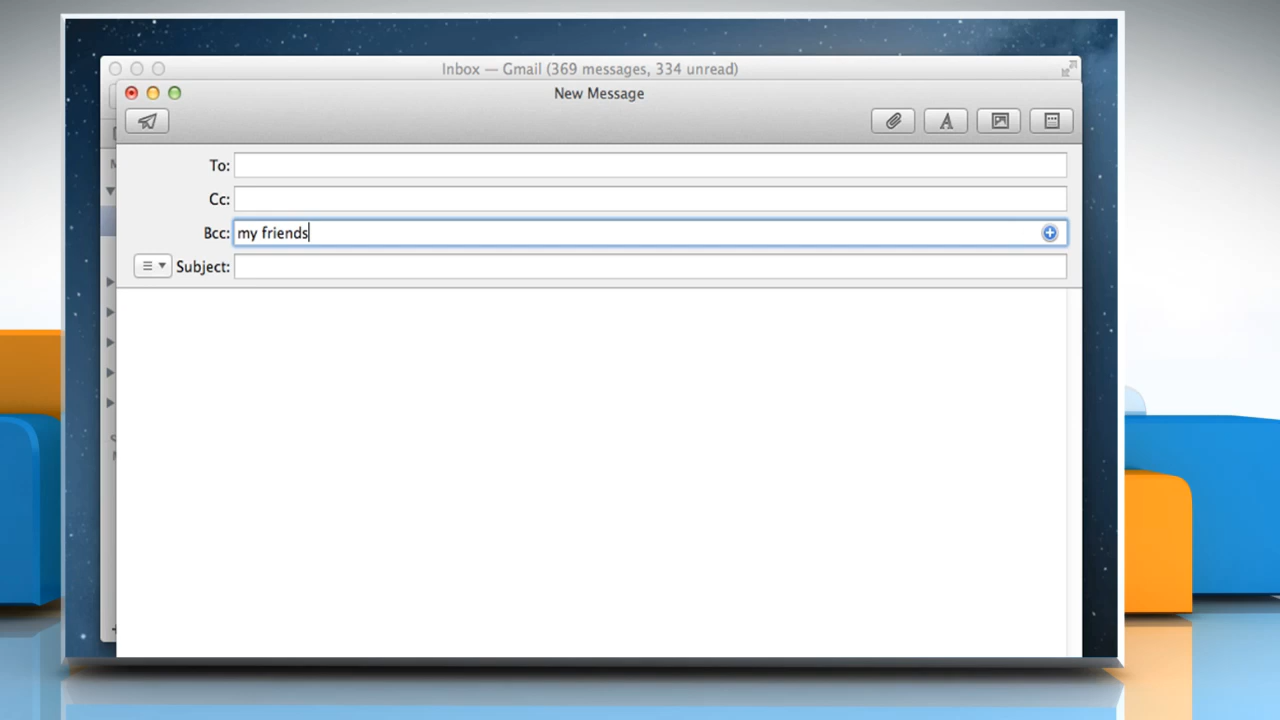 Inbox — Gmail (369 messages, 334 unread)
New Message
To:
Cc:
Bcc: my friends
Subject: